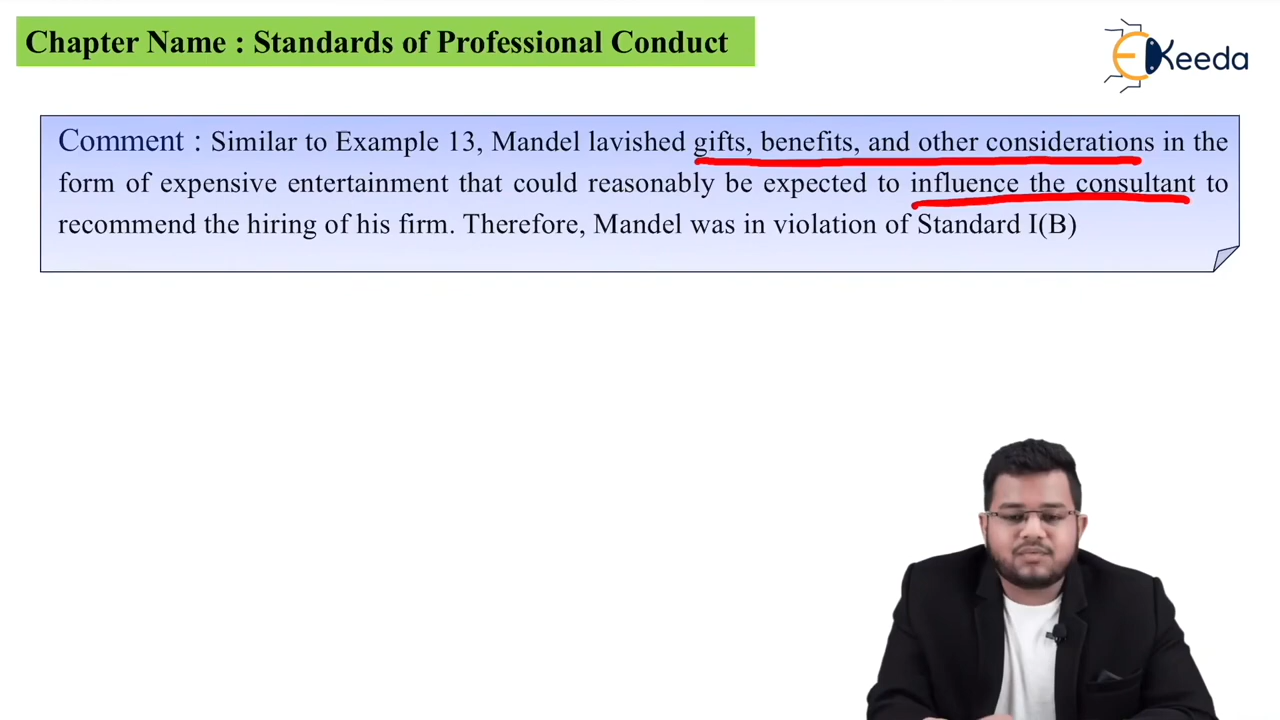 Chapter Name : Standards of Professional Conduct
EKeeda
Comment : Similar to Example 13, Mandel lavished gifts, benefits, and other considerations in the
form of expensive entertainment that could reasonably be expected to influence the consultant to
recommend the hiring of his firm. Therefore, Mandel was in violation of Standard I(B)